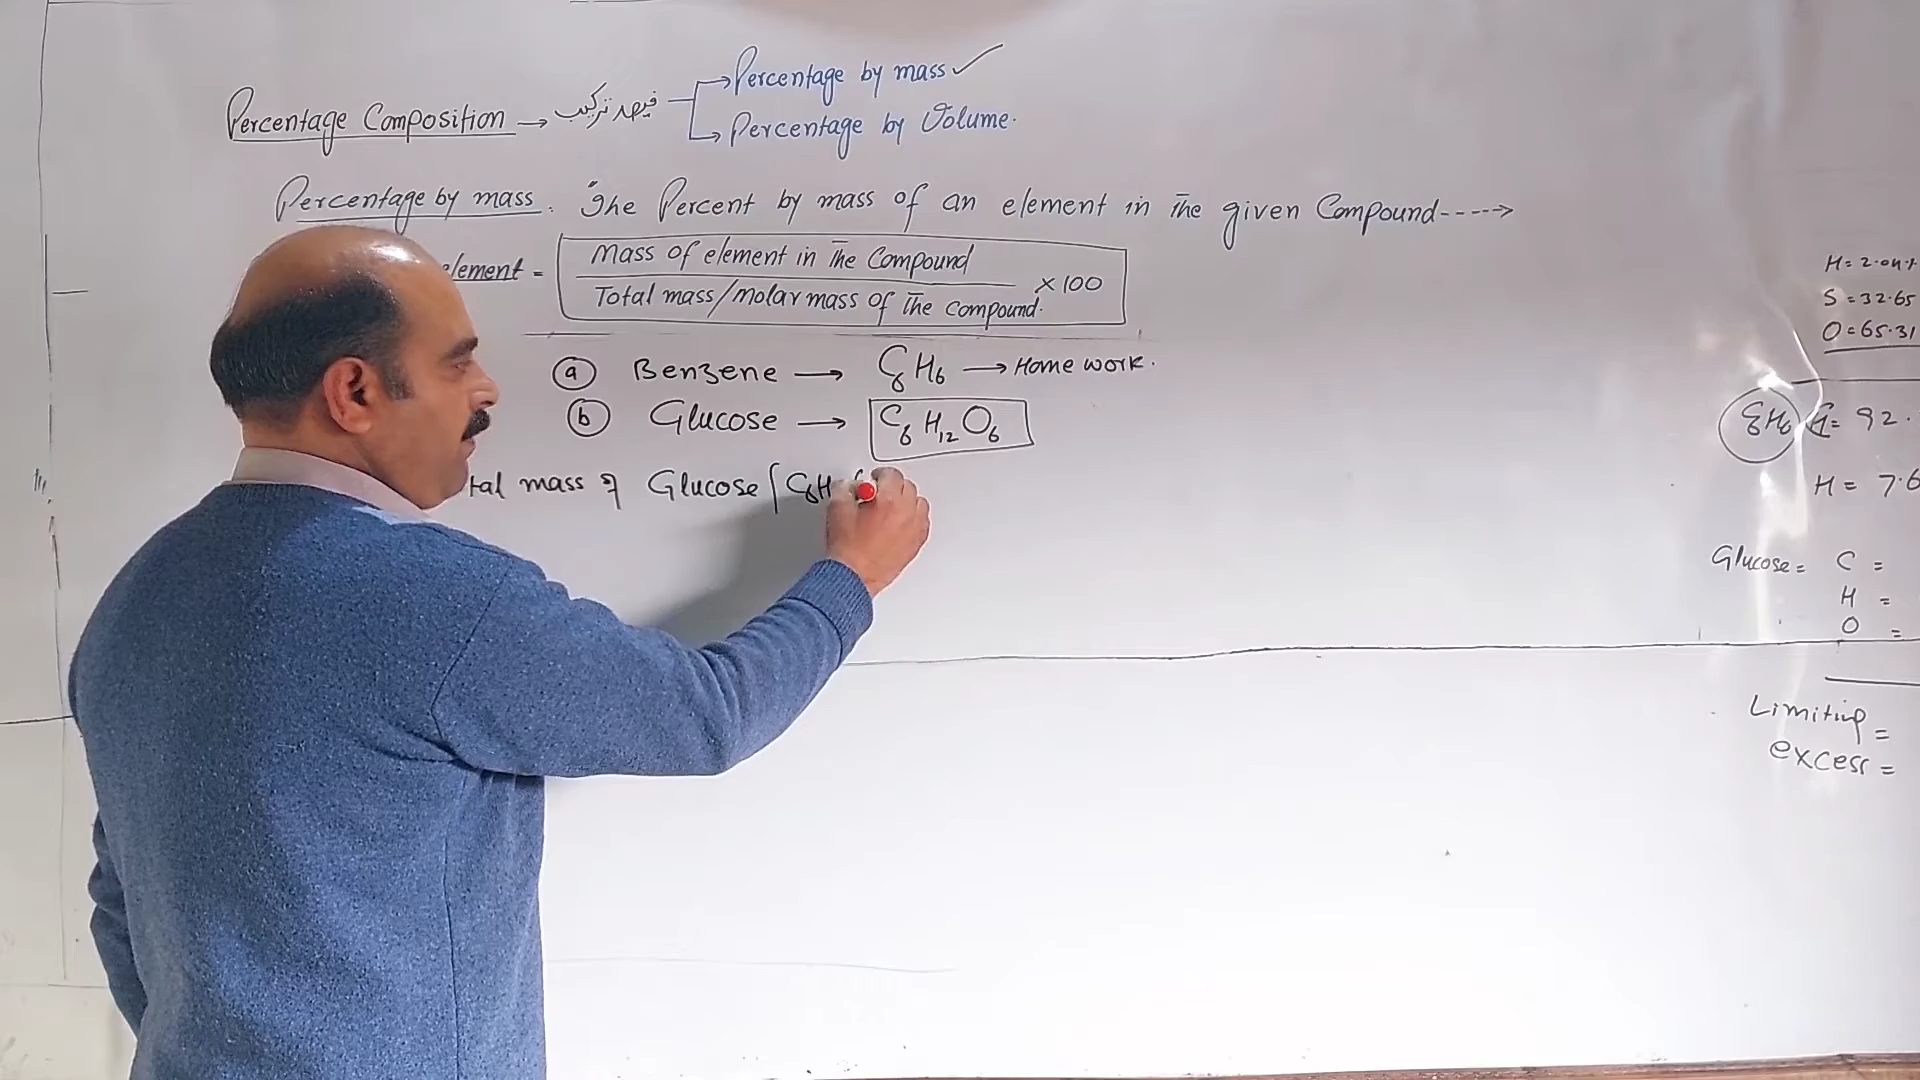 Percentage Composition → فیصد ترکیب → Percentage by mass ✓
→ Percentage by Volume.
Percentage by mass. The Percent by mass of an element in The given Compound----->
element = Mass of element in The Compound
Total mass/molar mass of The compound. × 100
(a) Benzene → C6H6 → Home work.
(b) Glucose → C6H12O6
tal mass of Glucose (C6H
H = 2.04%
S = 32.65
O = 65.31
C6H6 C = 92.
H = 7.6
Glucose = C =
H =
O =
Limiting =
excess =